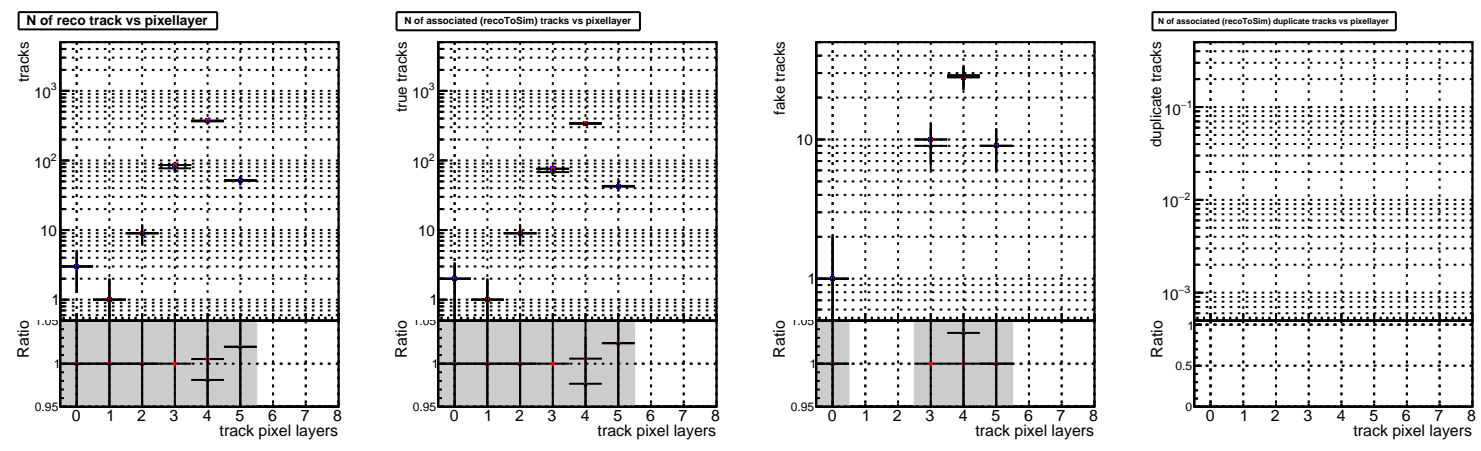 N of reco track vs pixellayer
tracks
10³
10²
10
1
Ratio
1.05
1
0.95
0 1 2 3 4 5 6 7 8
track pixel layers
N of associated (recoToSim) tracks vs pixellayer
true tracks
10³
10²
10
1
Ratio
1.05
1
0.95
0 1 2 3 4 5 6 7 8
track pixel layers
fake tracks
10
1
Ratio
1.05
1
0.95
0 1 2 3 4 5 6 7 8
track pixel layers
N of associated (recoToSim) duplicate tracks vs pixellayer
duplicate tracks
10⁻¹
10⁻²
10⁻³
Ratio
1
0.5
0
0 1 2 3 4 5 6 7 8
track pixel layers